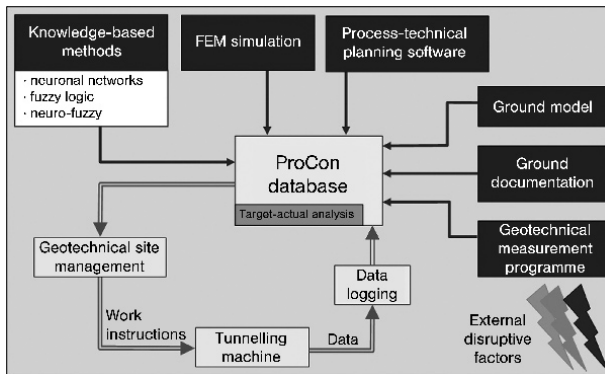 Knowledge-based
methods
· neuronal networks
· fuzzy logic
· neuro-fuzzy
FEM simulation
Process-technical
planning software
Ground model
Ground
documentation
Geotechnical
measurement
programme
ProCon
database
Target-actual analysis
Geotechnical site
management
Data
logging
Work
instructions
Tunnelling
machine
Data
External
disruptive
factors